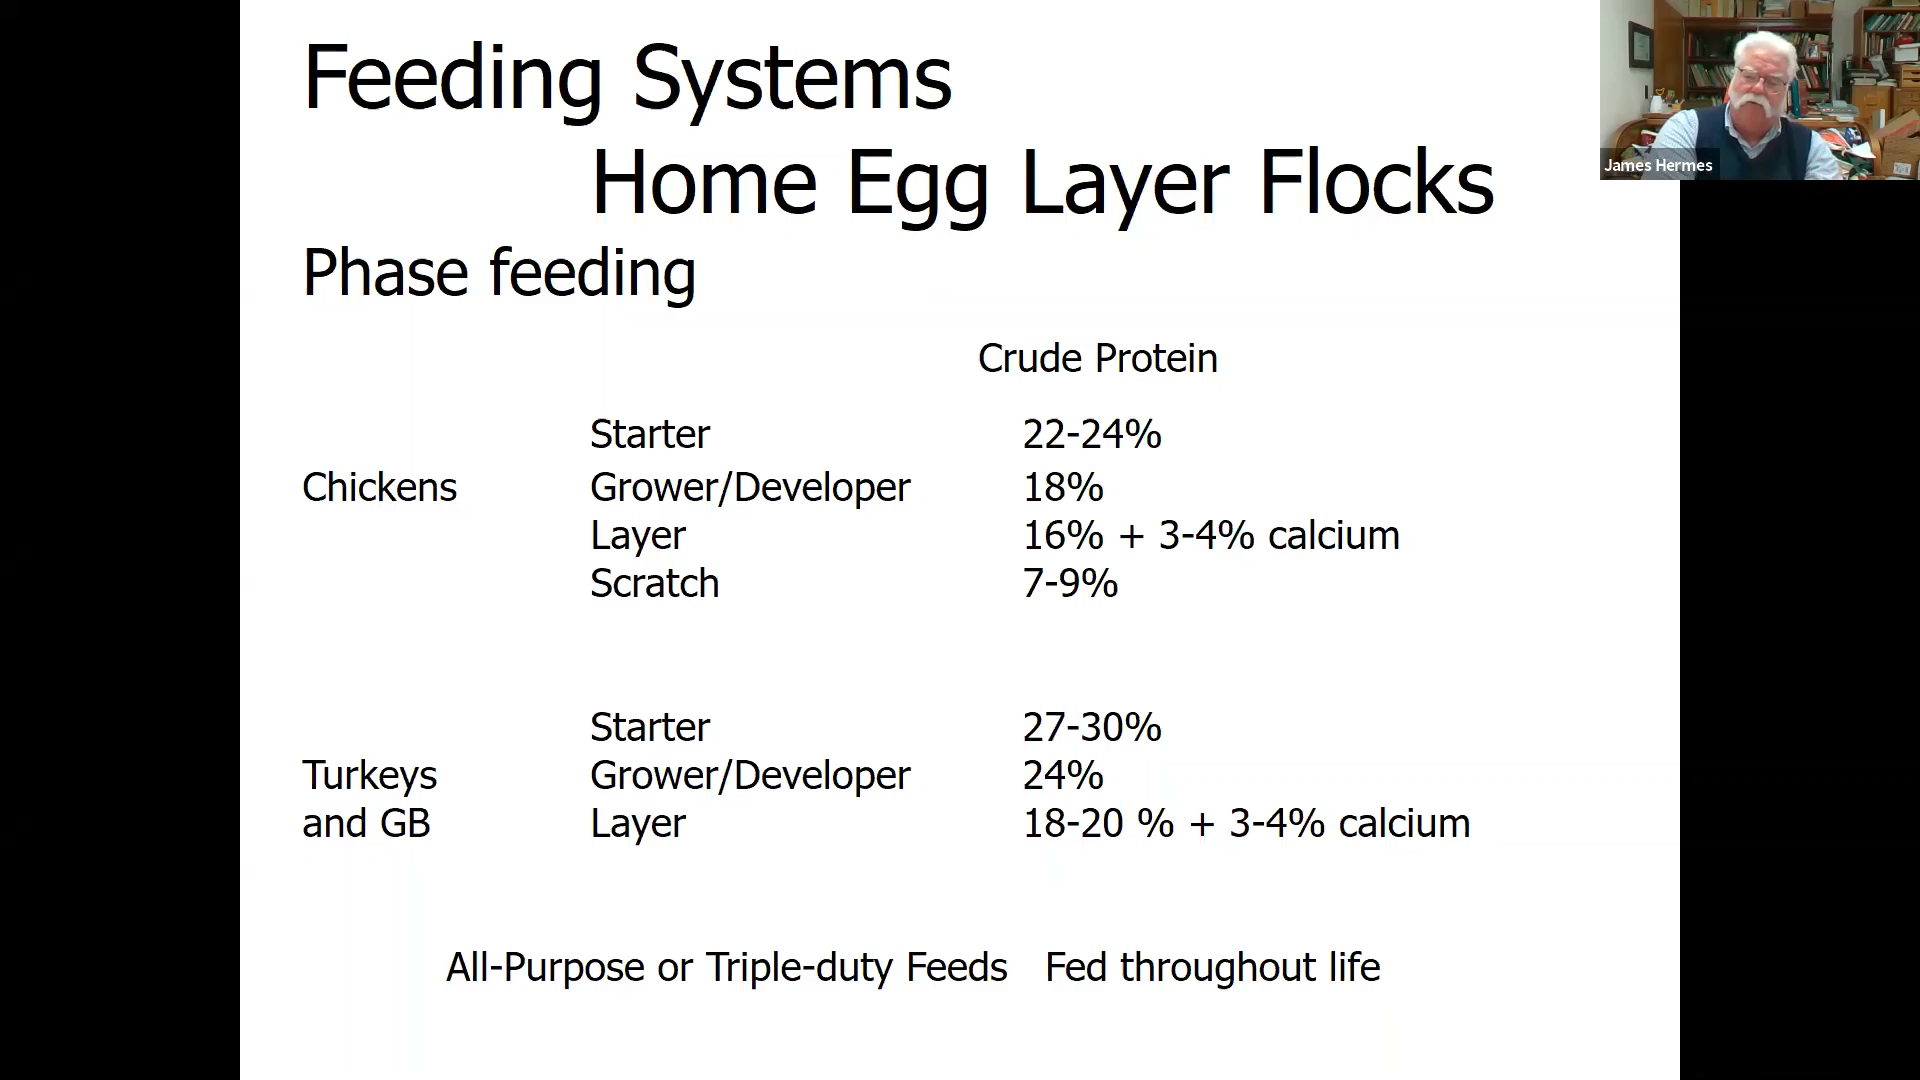 Feeding Systems
Home Egg Layer Flocks
Phase feeding
Crude Protein
Starter 22-24%
Chickens Grower/Developer 18%
Layer 16% + 3-4% calcium
Scratch 7-9%
Starter 27-30%
Turkeys Grower/Developer 24%
and GB Layer 18-20 % + 3-4% calcium
All-Purpose or Triple-duty Feeds Fed throughout life
James Hermes